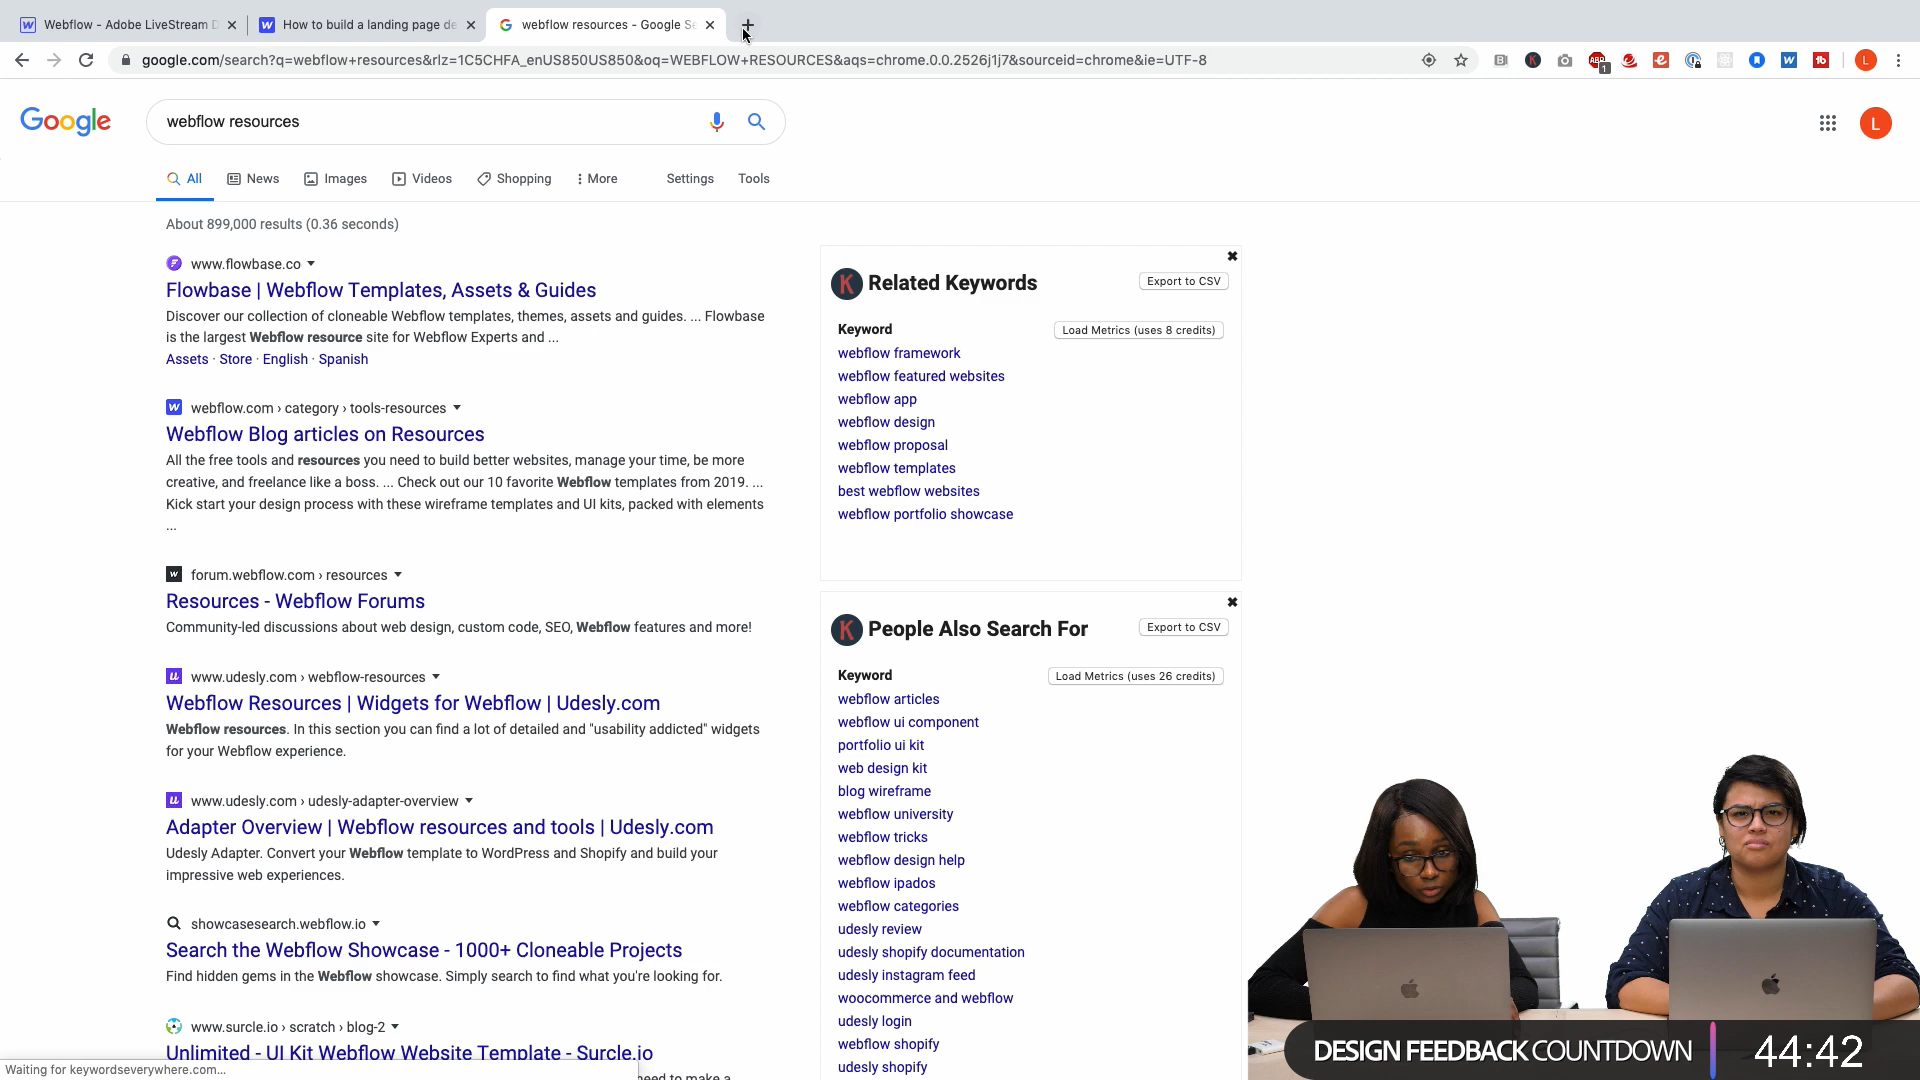 Webflow - Adobe LiveStream D
How to build a landing page de
webflow resources - Google Se
google.com/search?q=webflow+resources&rlz=1C5CHFA_enUS850US850&oq=WEBFLOW+RESOURCES&aqs=chrome.0.0.2526j1j7&sourceid=chrome&ie=UTF-8
Google
webflow resources
L
All
News
Images
Videos
Shopping
More
Settings
Tools
About 899,000 results (0.36 seconds)
www.flowbase.co
Flowbase | Webflow Templates, Assets & Guides
Discover our collection of cloneable Webflow templates, themes, assets and guides. ... Flowbase
is the largest Webflow resource site for Webflow Experts and ...
Assets · Store · English · Spanish
webflow.com › category › tools-resources
Webflow Blog articles on Resources
All the free tools and resources you need to build better websites, manage your time, be more
creative, and freelance like a boss. ... Check out our 10 favorite Webflow templates from 2019. ...
Kick start your design process with these wireframe templates and UI kits, packed with elements
...
forum.webflow.com › resources
Resources - Webflow Forums
Community-led discussions about web design, custom code, SEO, Webflow features and more!
www.udesly.com › webflow-resources
Webflow Resources | Widgets for Webflow | Udesly.com
Webflow resources. In this section you can find a lot of detailed and "usability addicted" widgets
for your Webflow experience.
www.udesly.com › udesly-adapter-overview
Adapter Overview | Webflow resources and tools | Udesly.com
Udesly Adapter. Convert your Webflow template to WordPress and Shopify and build your
impressive web experiences.
showcasesearch.webflow.io
Search the Webflow Showcase - 1000+ Cloneable Projects
Find hidden gems in the Webflow showcase. Simply search to find what you're looking for.
www.surcle.io › scratch › blog-2
Unlimited - UI Kit Webflow Website Template - Surcle.io
need to make a
Waiting for keywordseverywhere.com...
Related Keywords
Export to CSV
Keyword
Load Metrics (uses 8 credits)
webflow framework
webflow featured websites
webflow app
webflow design
webflow proposal
webflow templates
best webflow websites
webflow portfolio showcase
People Also Search For
Export to CSV
Keyword
Load Metrics (uses 26 credits)
webflow articles
webflow ui component
portfolio ui kit
web design kit
blog wireframe
webflow university
webflow tricks
webflow design help
webflow ipados
webflow categories
udesly review
udesly shopify documentation
udesly instagram feed
woocommerce and webflow
udesly login
webflow shopify
udesly shopify
DESIGN FEEDBACK COUNTDOWN
44:42